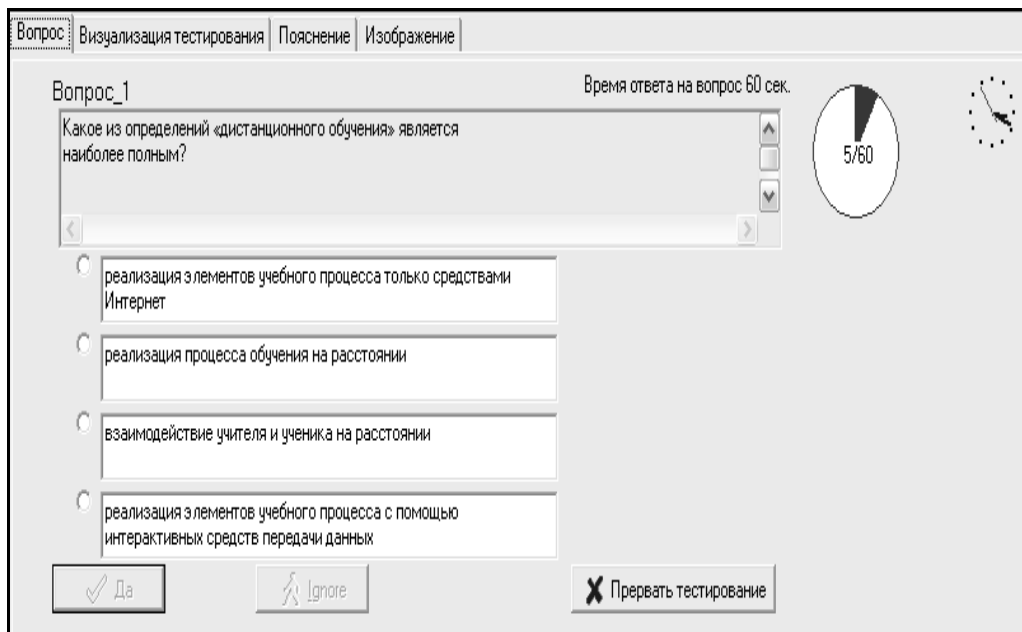 Вопрос Визуализация тестирования Пояснение Изображение
Вопрос_1
Время ответа на вопрос 60 сек.
Какое из определений «дистанционного обучения» является
наиболее полным?
5/60
реализация элементов учебного процесса только средствами
Интернет
реализация процесса обучения на расстоянии
взаимодействие учителя и ученика на расстоянии
реализация элементов учебного процесса с помощью
интерактивных средств передачи данных
Да Ignore Прервать тестирование